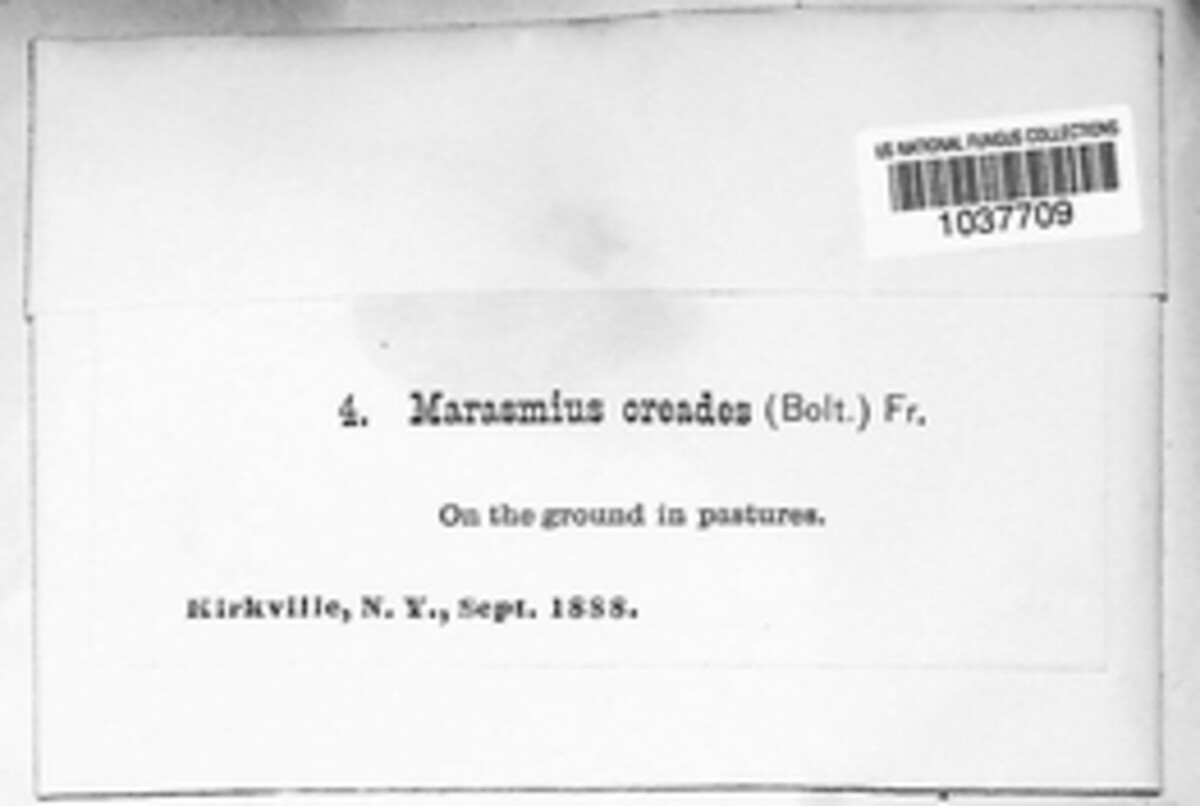 US NATIONAL FUNGUS COLLECTIONS
1037709
4. Marasmius oreades (Bolt.) Fr.
On the ground in pastures.
Kirkville, N. Y., Sept. 1888.